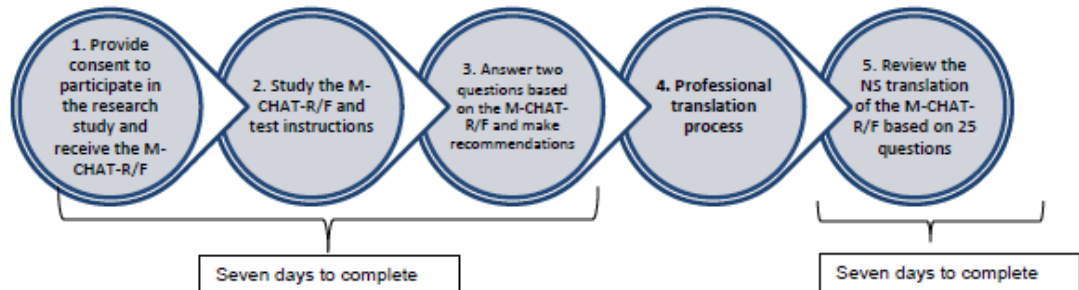 1. Provide
consent to
participate in
the research
study and
receive the M-
CHAT-R/F
2. Study the M-
CHAT-R/F and
test instructions
3. Answer two
questions based
on the M-CHAT-
R/F and make
recommendations
4. Professional
translation
process
5. Review the
NS translation
of the M-CHAT-
R/F based on 25
questions
Seven days to complete
Seven days to complete